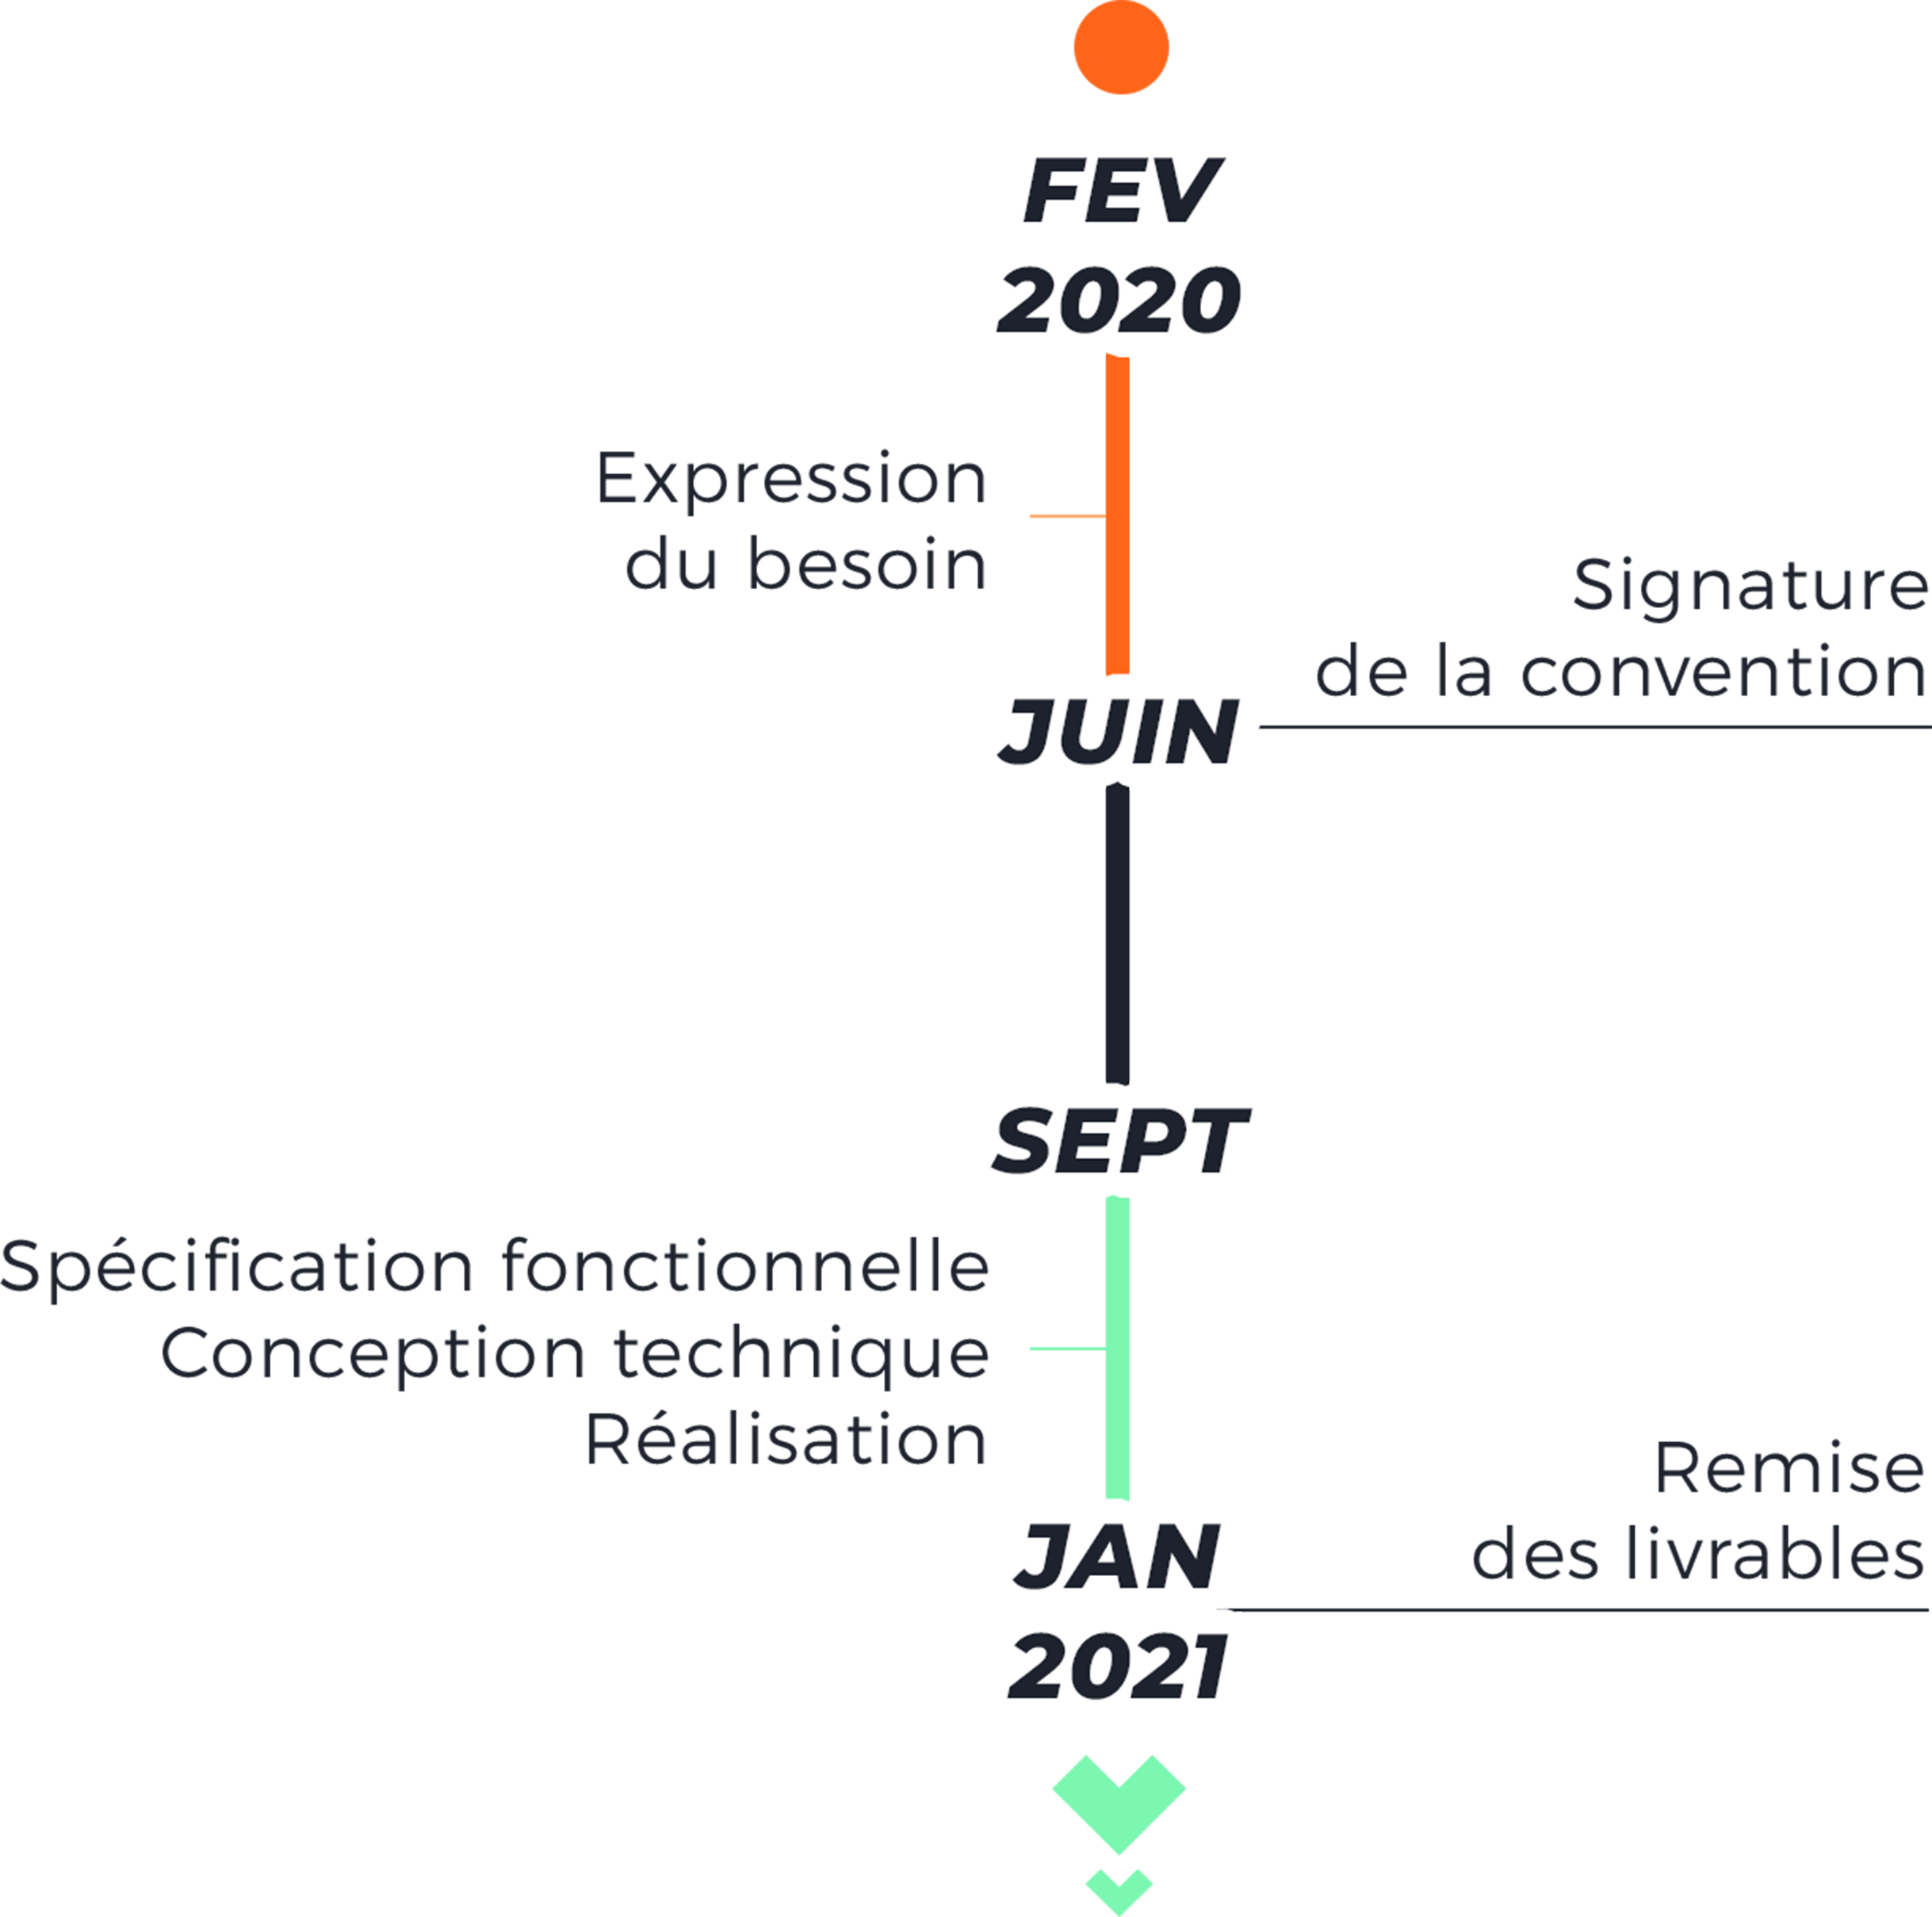 FEV
2020
Expression
du besoin
Signature
de la convention
JUIN
SEPT
Spécification fonctionnelle
Conception technique
Réalisation
Remise
des livrables
JAN
2021